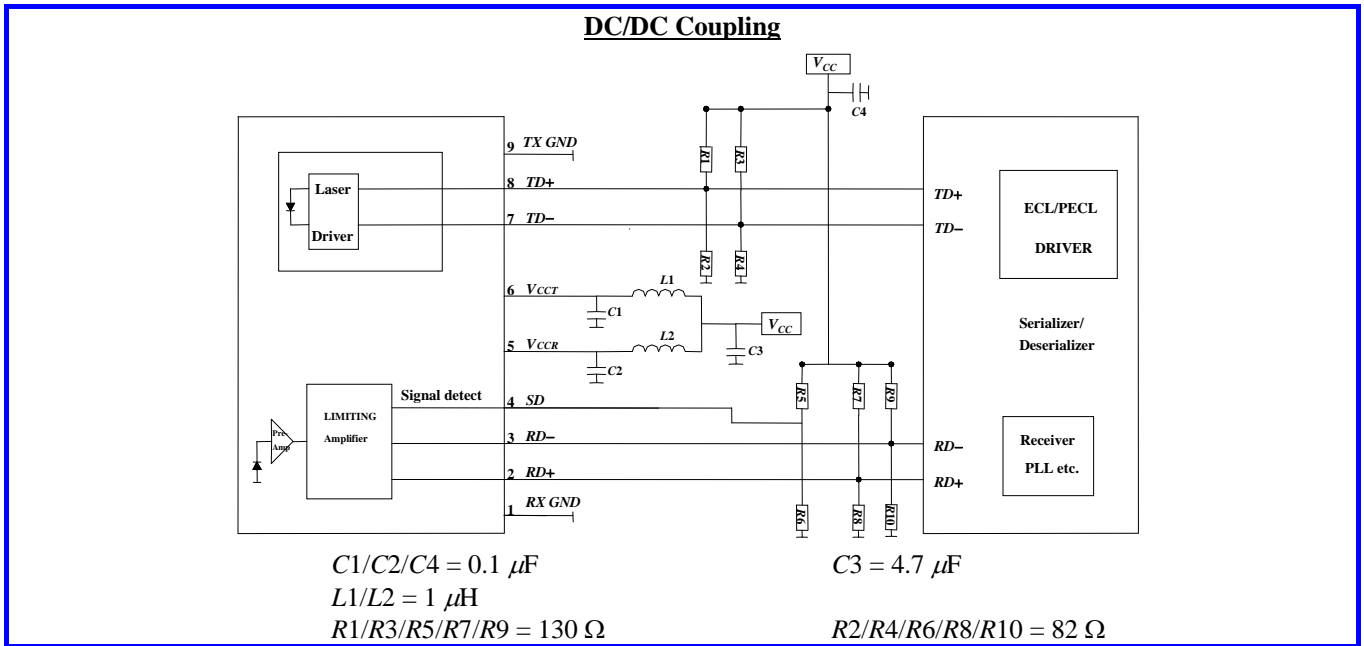 DC/DC Coupling
VCC
C4
9 TX GND
R1
R3
Laser
Driver
8 TD+
TD+
ECL/PECL
DRIVER
7 TD−
TD−
R2
R4
6 VCCT
L1
C1
VCC
Serializer/
Deserializer
5 VCCR
L2
C2
C3
Signal detect
4 SD
R5
R7
R9
LIMITING
Amplifier
Pre-
Amp
3 RD−
RD−
Receiver
PLL etc.
2 RD+
RD+
1 RX GND
R6
R8
R10
C1/C2/C4 = 0.1 μF
C3 = 4.7 μF
L1/L2 = 1 μH
R1/R3/R5/R7/R9 = 130 Ω
R2/R4/R6/R8/R10 = 82 Ω